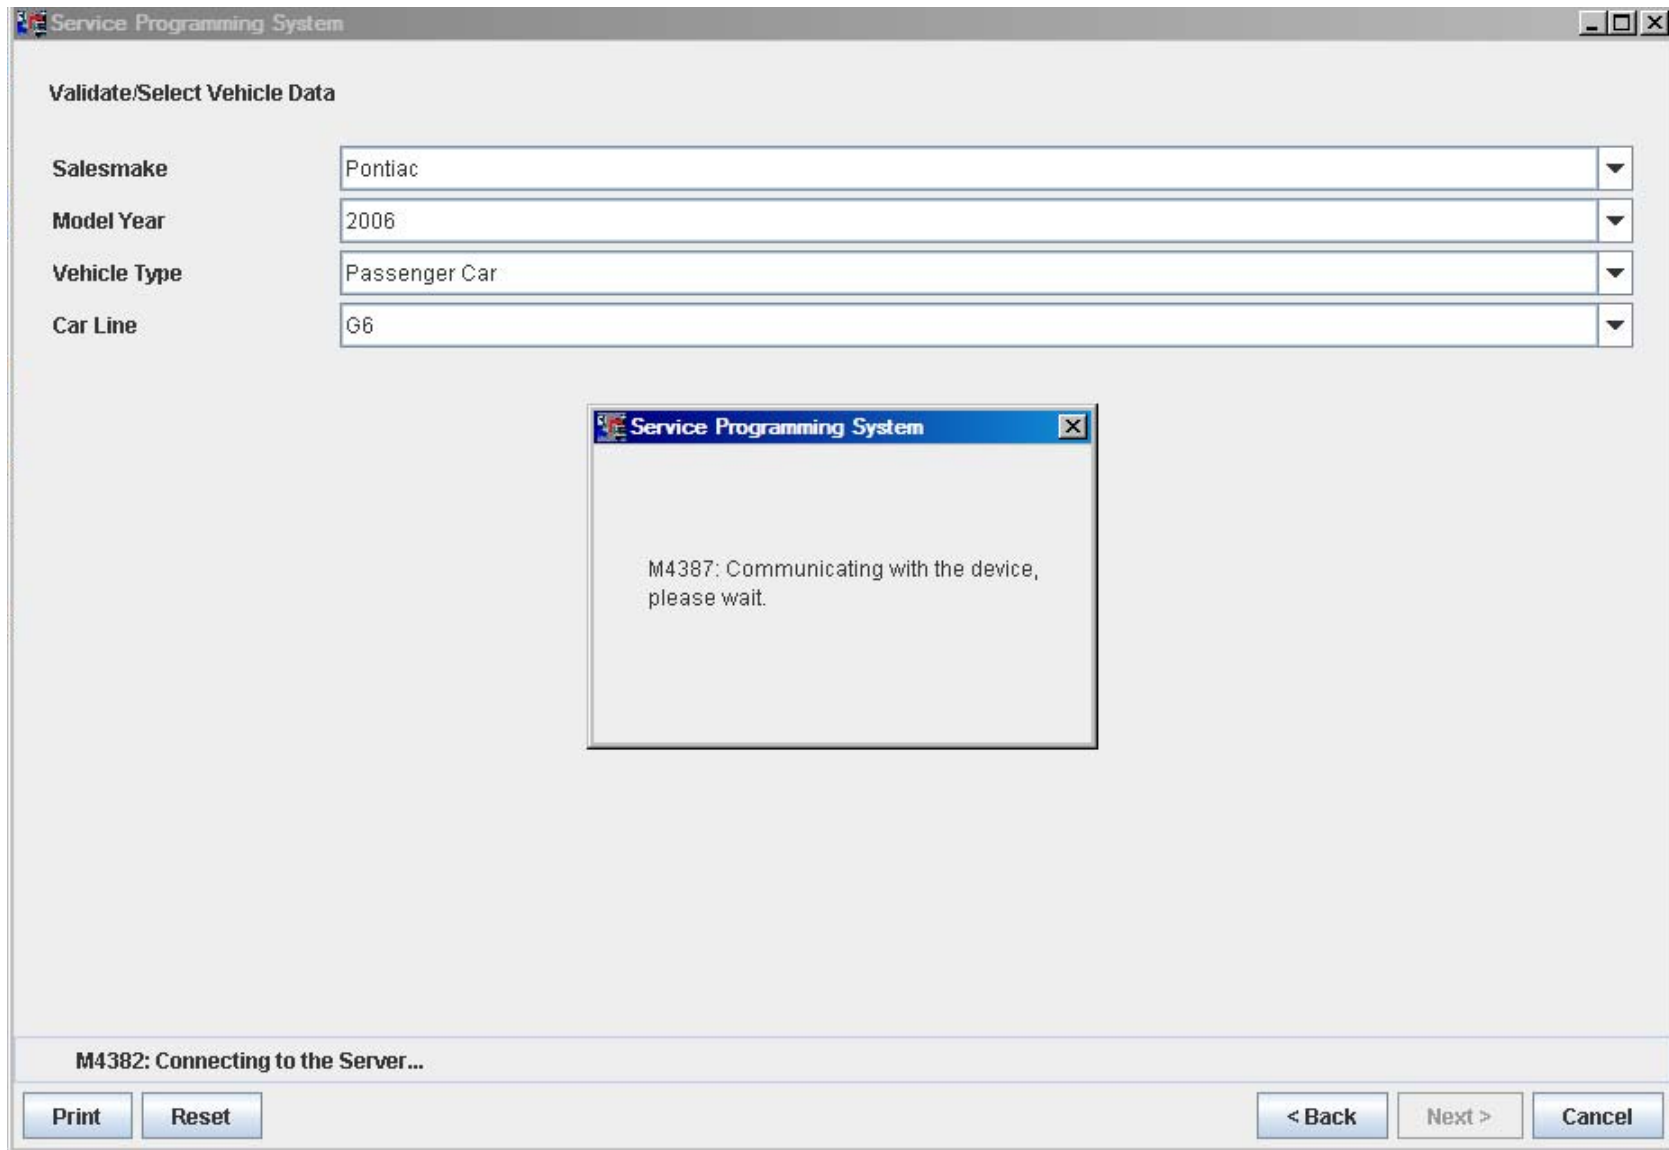 Service Programming System
Validate/Select Vehicle Data
Salesmake Pontiac
Model Year 2006
Vehicle Type Passenger Car
Car Line G6
Service Programming System
M4387: Communicating with the device,
please wait.
M4382: Connecting to the Server...
Print Reset < Back Next > Cancel